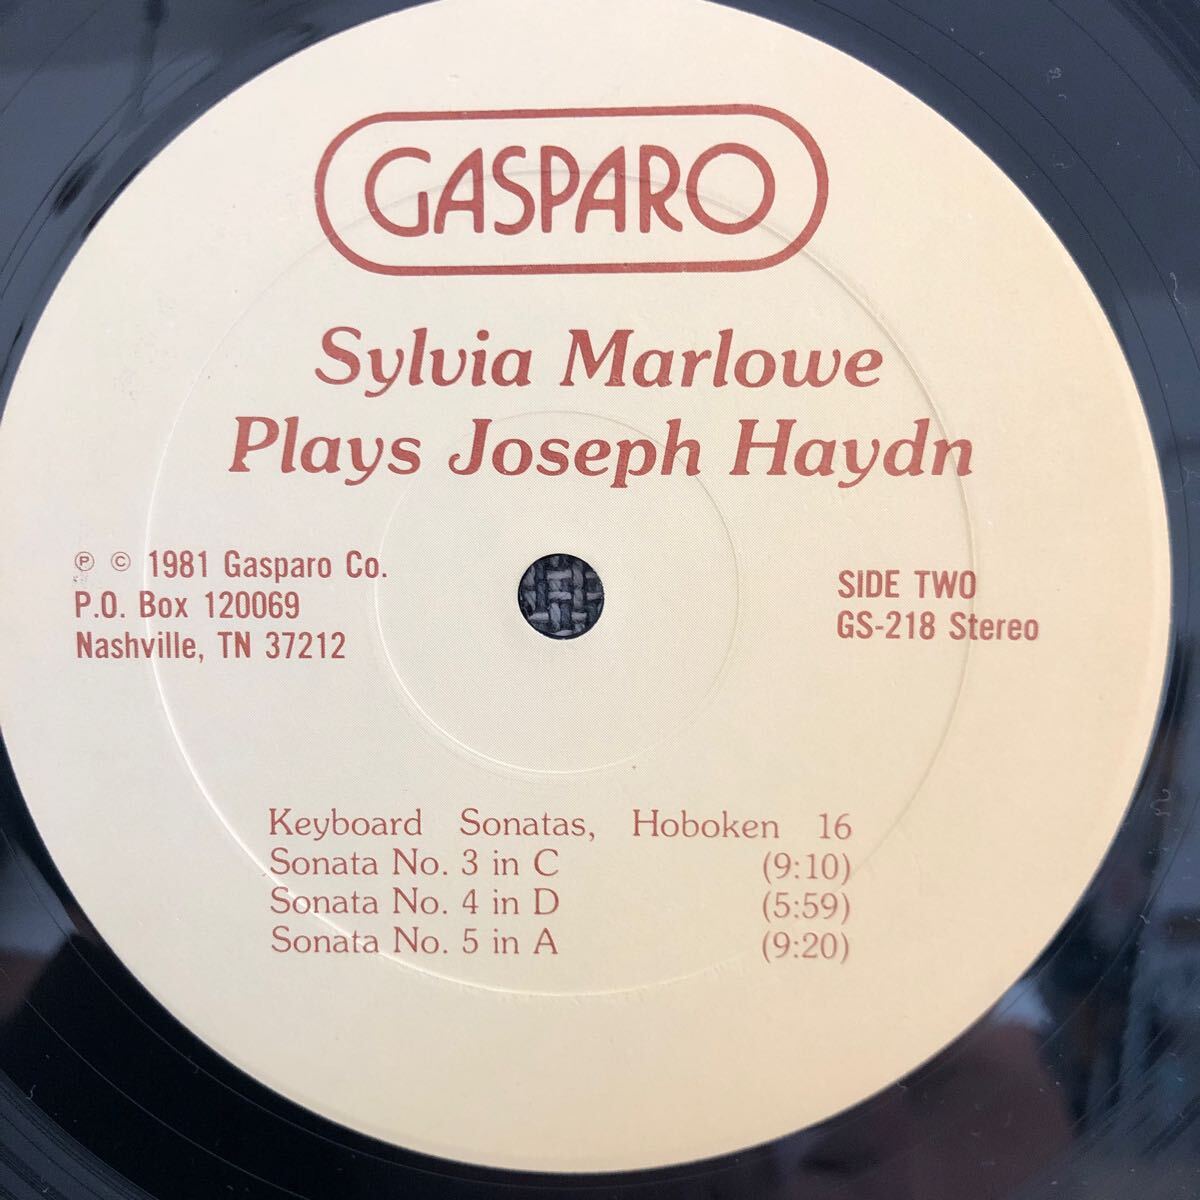 GASPARO
Sylvia Marlowe
Plays Joseph Haydn
℗ © 1981 Gasparo Co.
P.O. Box 120069
Nashville, TN 37212
SIDE TWO
GS-218 Stereo
Keyboard Sonatas, Hoboken 16
Sonata No. 3 in C (9:10)
Sonata No. 4 in D (5:59)
Sonata No. 5 in A (9:20)